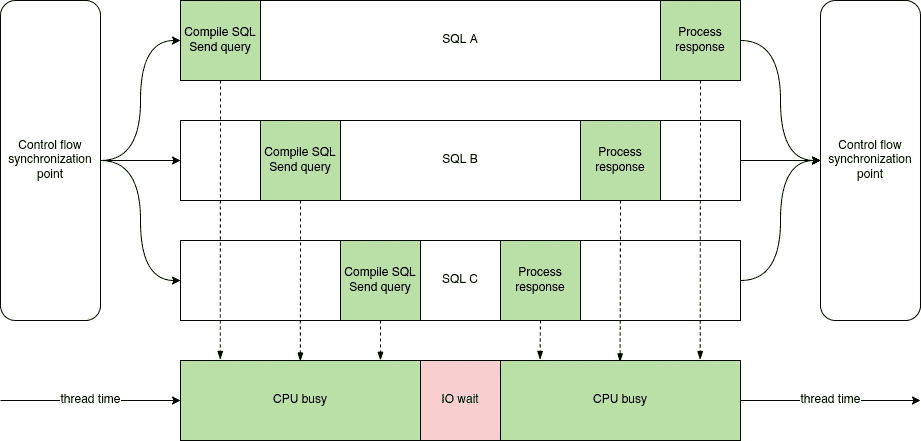 Compile SQL
Send query
SQL A
Process
response
Control flow
synchronization
point
Compile SQL
Send query
SQL B
Process
response
Control flow
synchronization
point
Compile SQL
Send query
SQL C
Process
response
thread time
CPU busy
IO wait
CPU busy
thread time